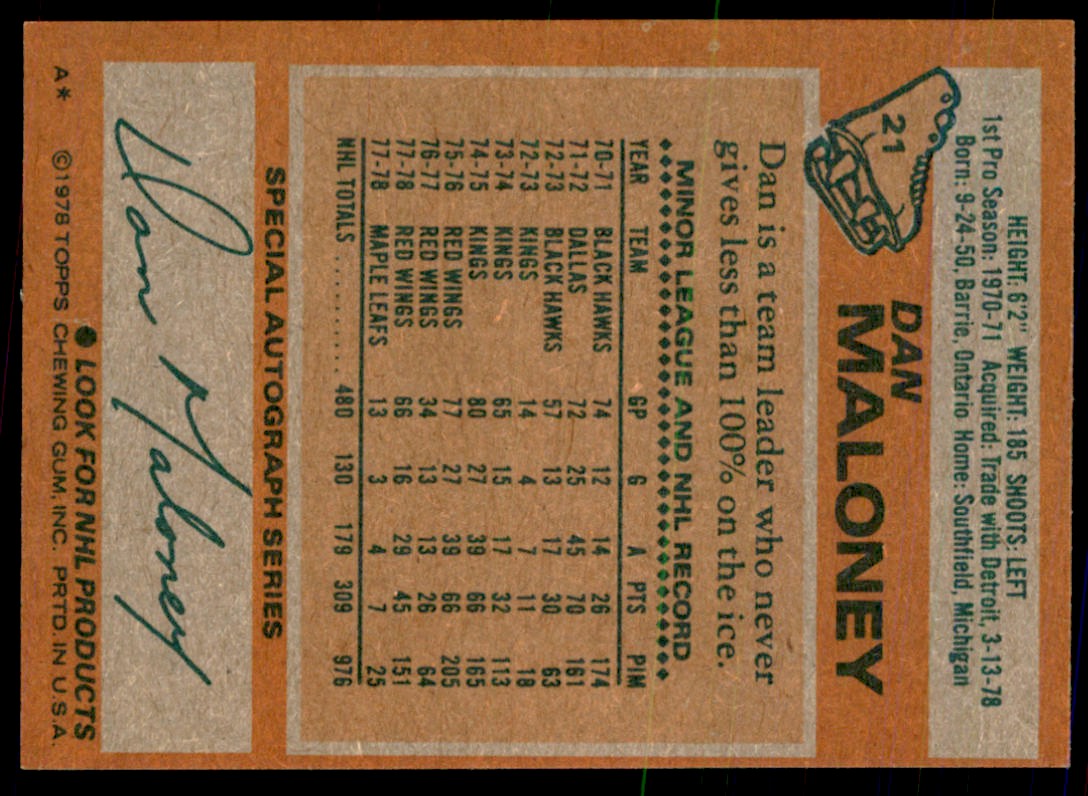 HEIGHT: 6'2" WEIGHT: 185 SHOOTS: LEFT
1st Pro Season: 1970-71 Acquired: Trade with Detroit, 3-13-78
Born: 9-24-50, Barrie, Ontario Home: Southfield, Michigan
21
DAN
MALONEY
Dan is a team leader who never
gives less than 100% on the ice.
MINOR LEAGUE AND NHL RECORD
YEAR TEAM GP G A PTS PIM
70-71 BLACK HAWKS 74 12 14 26 174
71-72 DALLAS 72 25 45 70 161
72-73 BLACK HAWKS 57 13 17 30 63
72-73 KINGS 14 4 7 11 18
73-74 KINGS 65 15 17 32 113
74-75 KINGS 80 27 39 66 165
75-76 RED WINGS 77 27 39 66 205
76-77 RED WINGS 34 13 13 26 64
77-78 RED WINGS 66 16 29 45 151
77-78 MAPLE LEAFS 13 3 4 7 25
NHL TOTALS .......... 480 130 179 309 976
SPECIAL AUTOGRAPH SERIES
Dan Maloney
● LOOK FOR NHL PRODUCTS
A* ©1978 TOPPS CHEWING GUM, INC. PRTD. IN U.S.A.